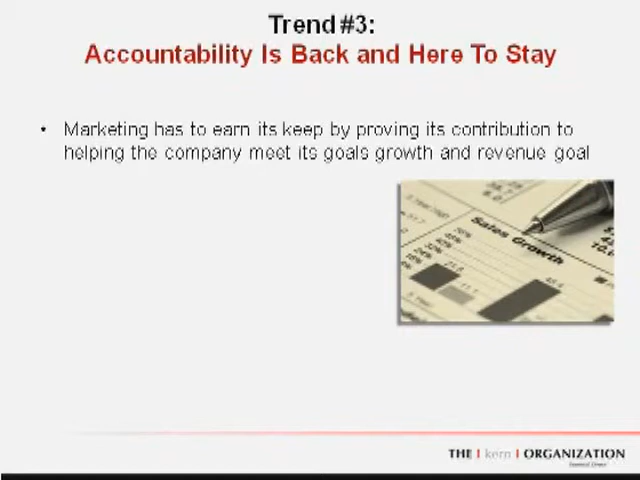 Trend #3:
Accountability Is Back and Here To Stay
• Marketing has to earn its keep by proving its contribution to
helping the company meet its goals growth and revenue goal
Sales Growth
THE | kern | ORGANIZATION